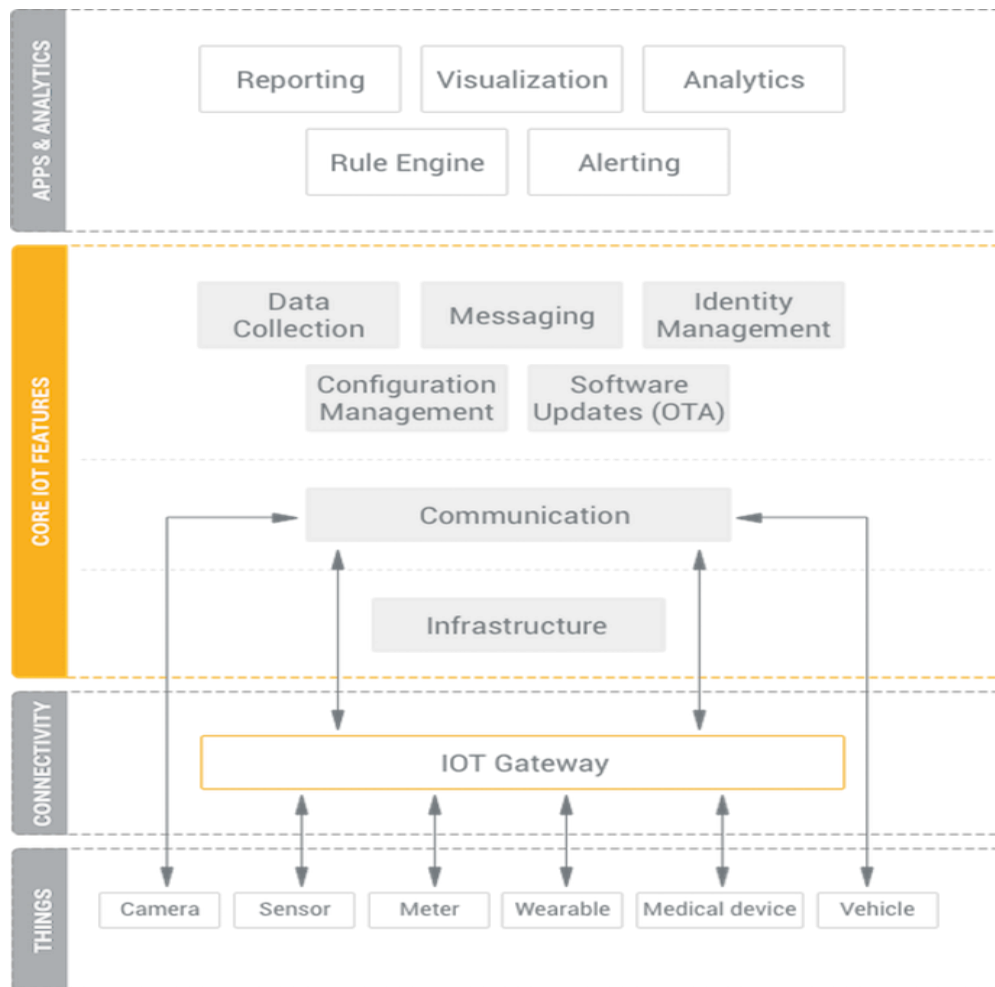 APPS & ANALYTICS
Reporting
Visualization
Analytics
Rule Engine
Alerting
CORE IOT FEATURES
Data
Collection
Messaging
Identity
Management
Configuration
Management
Software
Updates (OTA)
Communication
Infrastructure
CONNECTIVITY
IOT Gateway
THINGS
Camera
Sensor
Meter
Wearable
Medical device
Vehicle